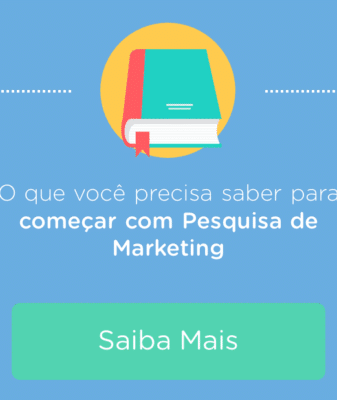 O que você precisa saber para
começar com Pesquisa de
Marketing
Saiba Mais